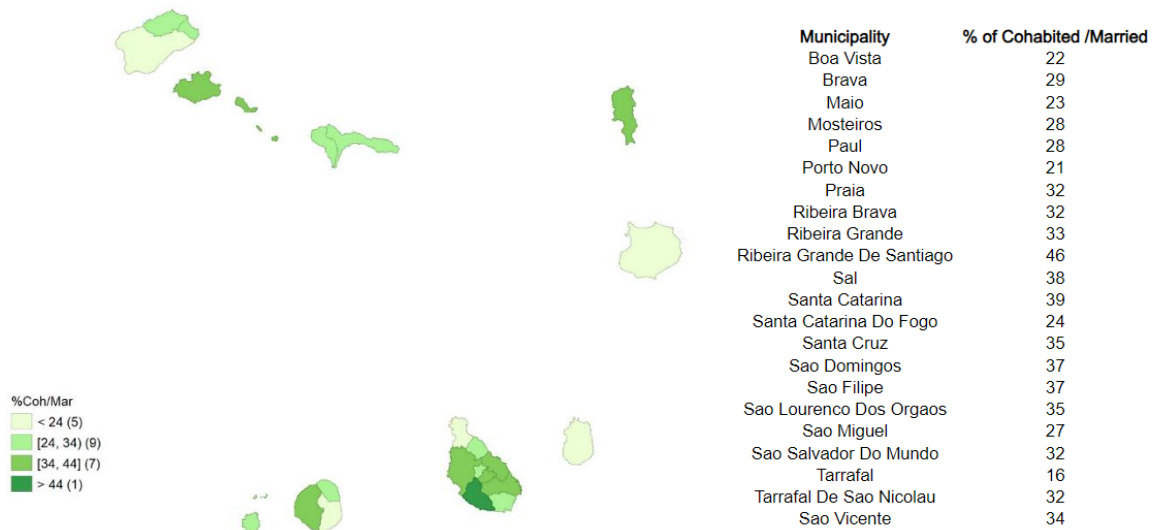 %Coh/Mar
< 24 (5)
[24, 34) (9)
[34, 44] (7)
> 44 (1)
Municipality % of Cohabited /Married
Boa Vista 22
Brava 29
Maio 23
Mosteiros 28
Paul 28
Porto Novo 21
Praia 32
Ribeira Brava 32
Ribeira Grande 33
Ribeira Grande De Santiago 46
Sal 38
Santa Catarina 39
Santa Catarina Do Fogo 24
Santa Cruz 35
Sao Domingos 37
Sao Filipe 37
Sao Lourenco Dos Orgaos 35
Sao Miguel 27
Sao Salvador Do Mundo 32
Tarrafal 16
Tarrafal De Sao Nicolau 32
Sao Vicente 34